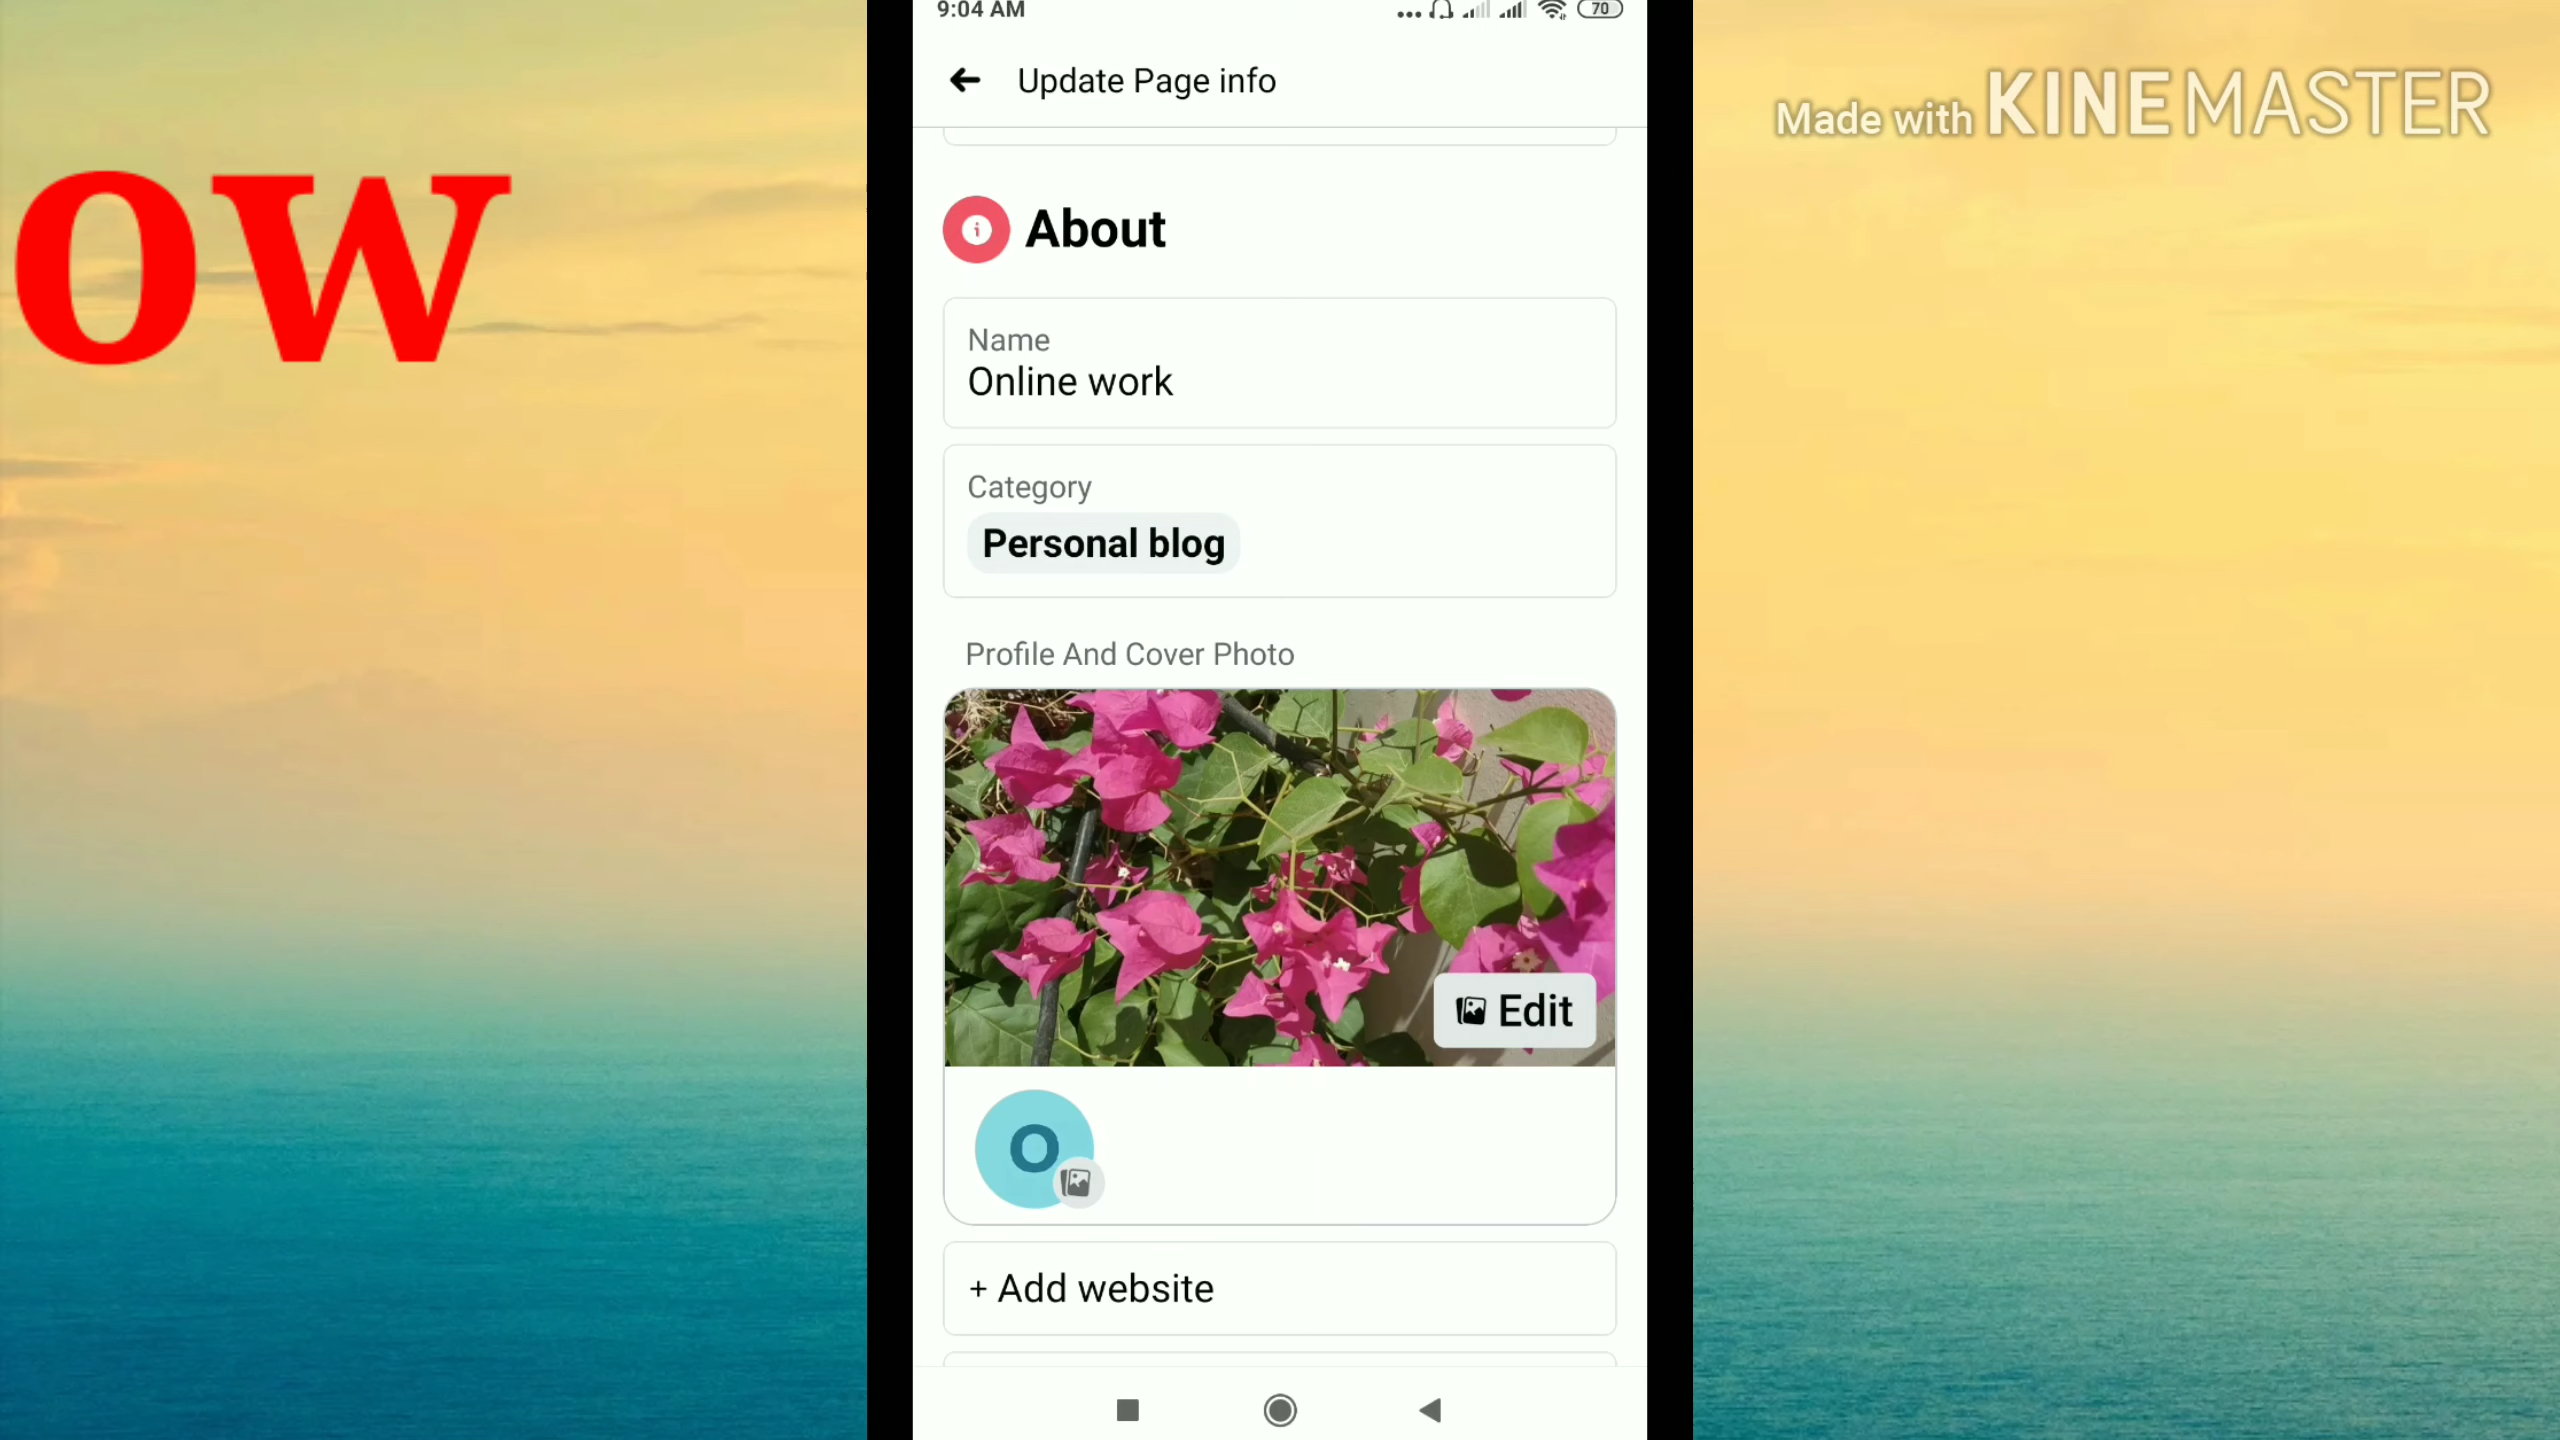 9:04 AM
70
Update Page info
Made with KINEMASTER
ow
About
Name
Online work
Category
Personal blog
Profile And Cover Photo
Edit
O
+ Add website